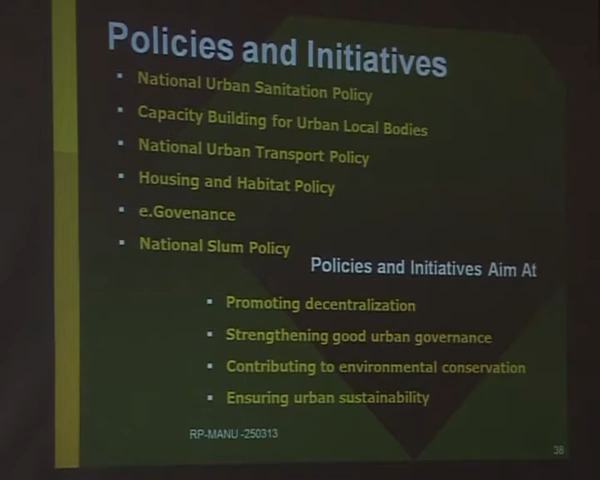 Policies and Initiatives
National Urban Sanitation Policy
Capacity Building for Urban Local Bodies
National Urban Transport Policy
Housing and Habitat Policy
e.Govenance
National Slum Policy
Policies and Initiatives Aim At
Promoting decentralization
Strengthening good urban governance
Contributing to environmental conservation
Ensuring urban sustainability
RP-MANU -250313
38